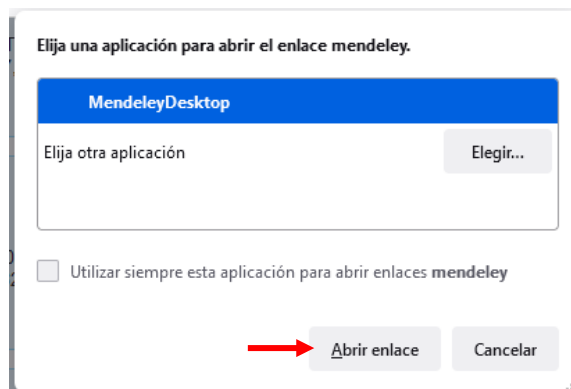 Elija una aplicación para abrir el enlace mendeley.
MendeleyDesktop
Elija otra aplicación
Elegir...
Utilizar siempre esta aplicación para abrir enlaces mendeley
Abrir enlace
Cancelar